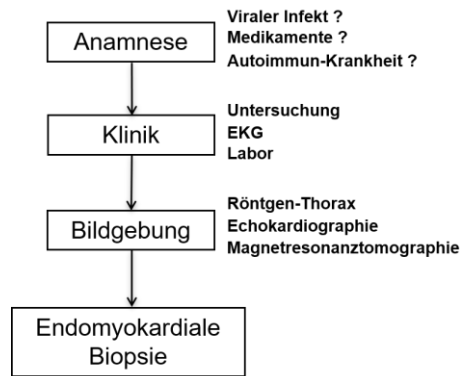 Anamnese
Viraler Infekt ?
Medikamente ?
Autoimmun-Krankheit ?
Klinik
Untersuchung
EKG
Labor
Bildgebung
Röntgen-Thorax
Echokardiographie
Magnetresonanztomographie
Endomyokardiale
Biopsie